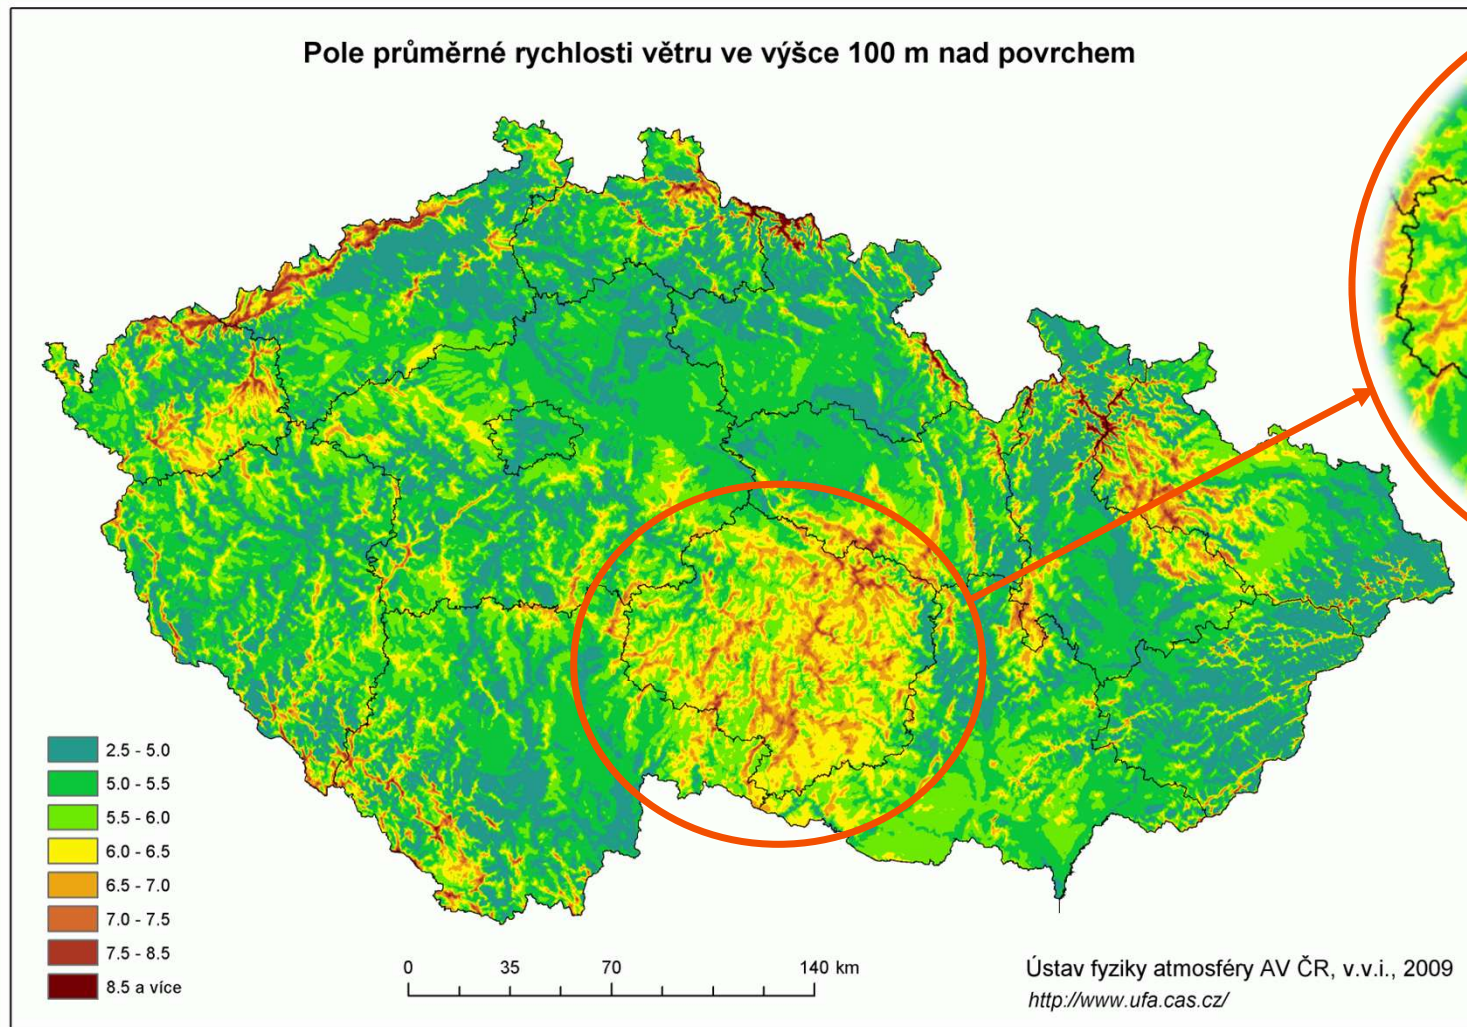 Pole průměrné rychlosti větru ve výšce 100 m nad povrchem
2.5 - 5.0
5.0 - 5.5
5.5 - 6.0
6.0 - 6.5
6.5 - 7.0
7.0 - 7.5
7.5 - 8.5
8.5 a více
0 35 70 140 km
Ústav fyziky atmosféry AV ČR, v.v.i., 2009
http://www.ufa.cas.cz/